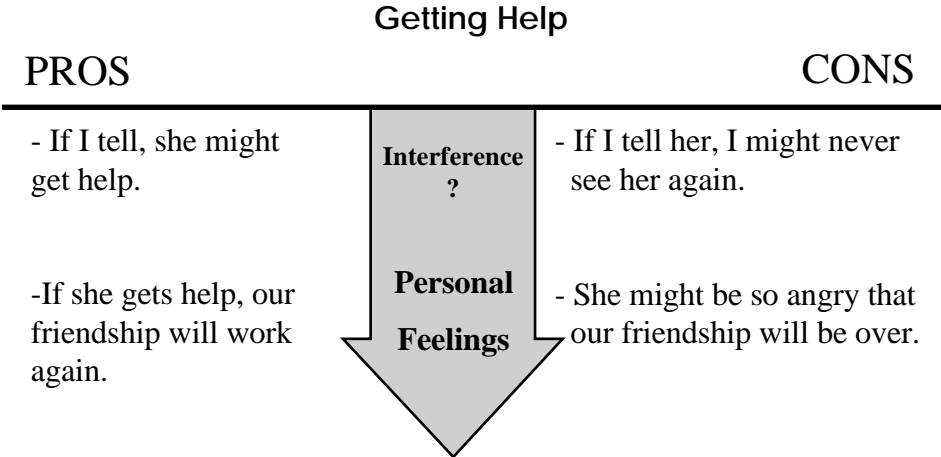 Getting Help
PROS
CONS
- If I tell, she might
get help.
Interference
?
- If I tell her, I might never
see her again.
-If she gets help, our
friendship will work
again.
Personal
Feelings
- She might be so angry that
our friendship will be over.